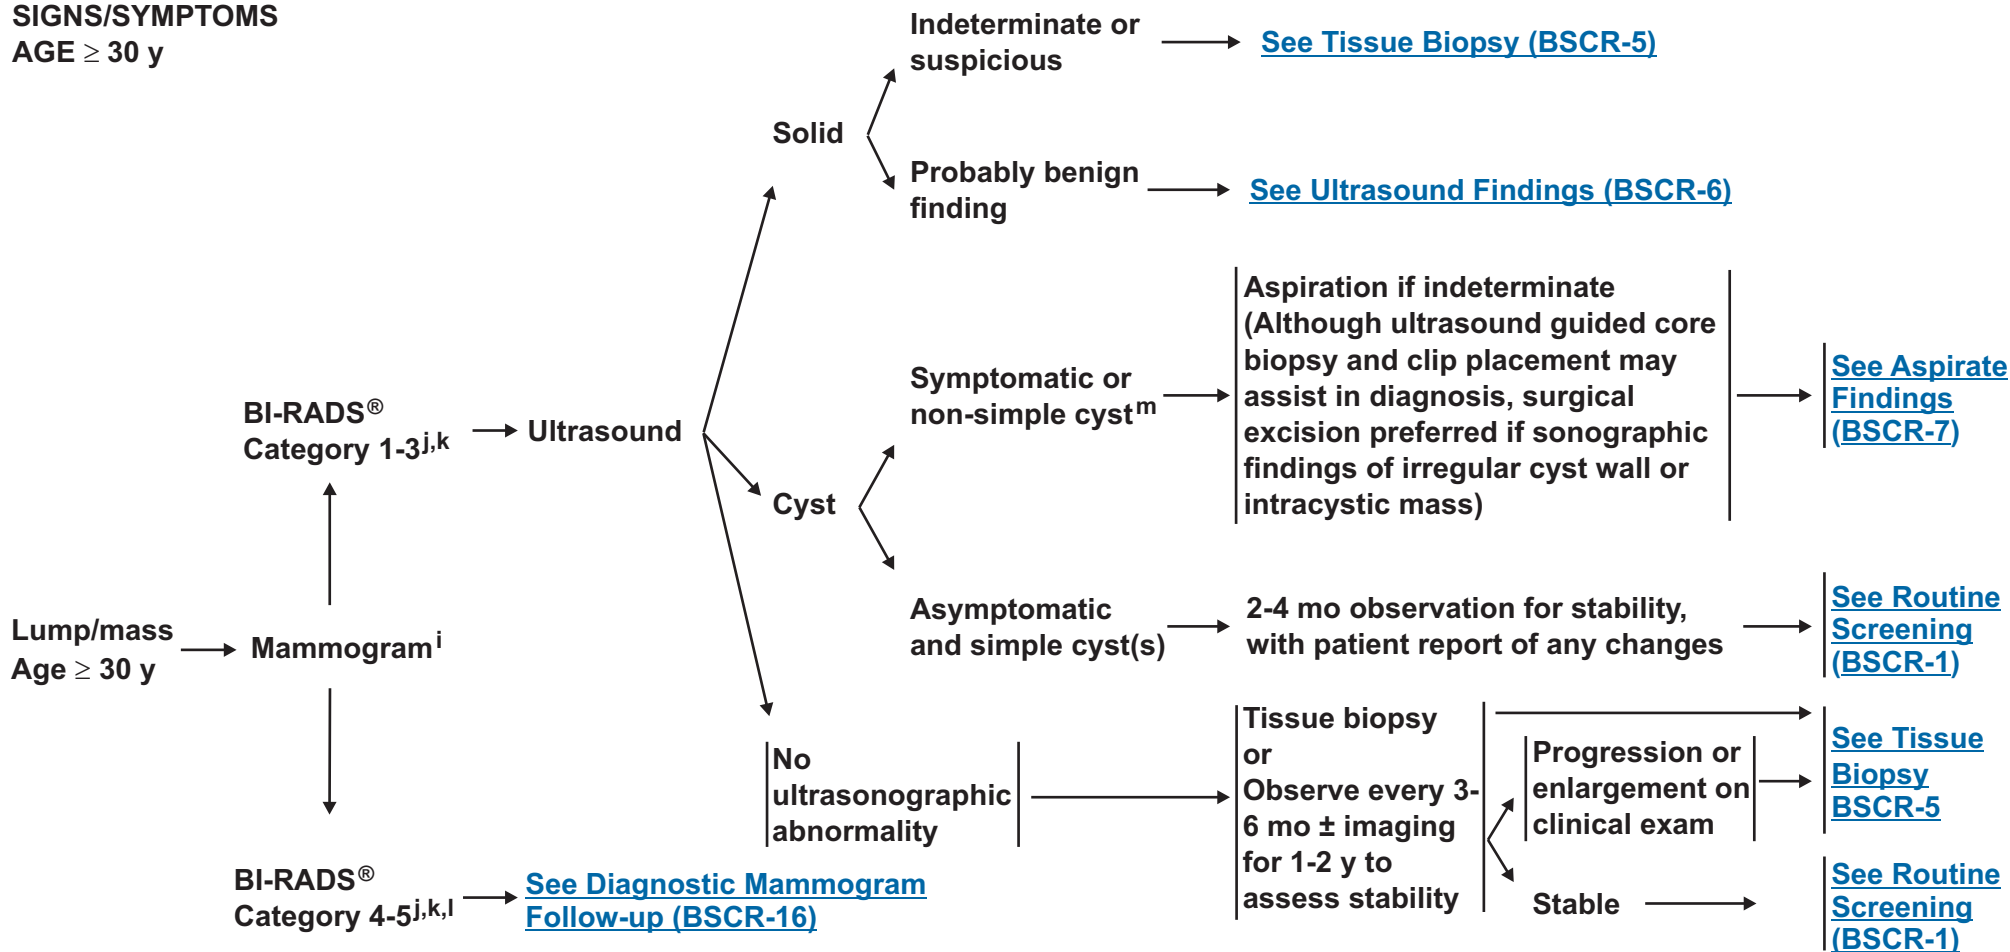 SIGNS/SYMPTOMS
AGE ≥ 30 y
Indeterminate or
suspicious
See Tissue Biopsy (BSCR-5)
Solid
Probably benign
finding
See Ultrasound Findings (BSCR-6)
Aspiration if indeterminate
(Although ultrasound guided core
biopsy and clip placement may
assist in diagnosis, surgical
excision preferred if sonographic
findings of irregular cyst wall or
intracystic mass)
Symptomatic or
non-simple cystm
See Aspirate
Findings
(BSCR-7)
BI-RADS®
Category 1-3j,k
Ultrasound
Cyst
Asymptomatic
and simple cyst(s)
2-4 mo observation for stability,
with patient report of any changes
See Routine
Screening
(BSCR-1)
Lump/mass
Age ≥ 30 y
Mammogrami
No
ultrasonographic
abnormality
Tissue biopsy
or
Observe every 3-
6 mo ± imaging
for 1-2 y to
assess stability
Progression or
enlargement on
clinical exam
See Tissue
Biopsy
BSCR-5
Stable
See Routine
Screening
(BSCR-1)
BI-RADS®
Category 4-5j,k,l
See Diagnostic Mammogram
Follow-up (BSCR-16)